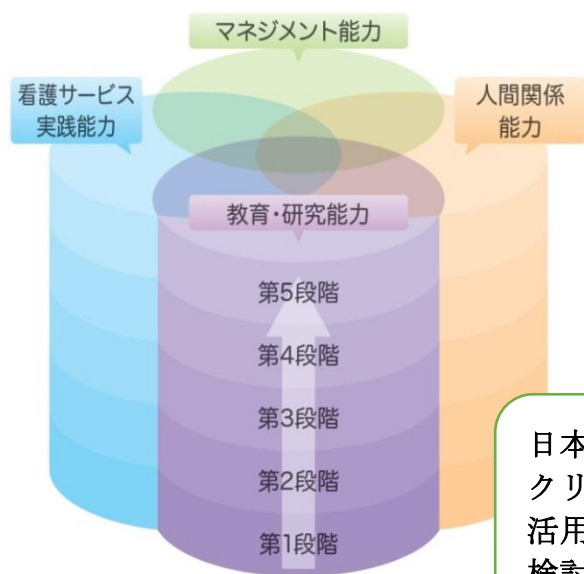 マネジメント能力
看護サービス
実践能力
人間関係
能力
教育・研究能力
第5段階
第4段階
第3段階
第2段階
第1段階
日本
クリ
活用